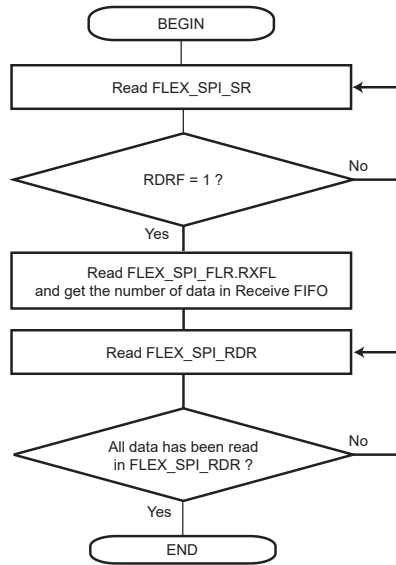 BEGIN
Read FLEX_SPI_SR
RDRF = 1 ?
No
Yes
Read FLEX_SPI_FLR.RXFL
and get the number of data in Receive FIFO
Read FLEX_SPI_RDR
All data has been read
in FLEX_SPI_RDR ?
No
Yes
END